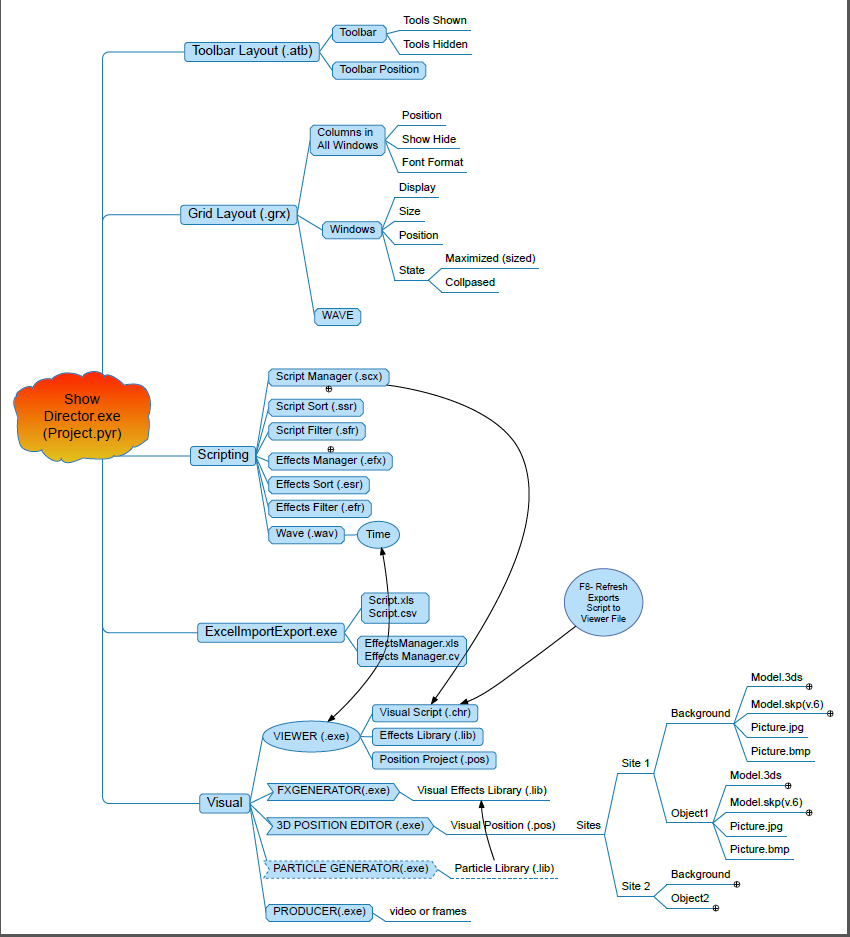 Show
Director.exe
(Project.pyr)
Toolbar Layout (.atb)
Toolbar
Tools Shown
Tools Hidden
Toolbar Position
Grid Layout (.grx)
Columns in
All Windows
Position
Show Hide
Font Format
Windows
Display
Size
Position
State
Maximized (sized)
Collpased
WAVE
Scripting
Script Manager (.scx)
Script Sort (.ssr)
Script Filter (.sfr)
Effects Manager (.efx)
Effects Sort (.esr)
Effects Filter (.efr)
Wave (.wav)
Time
ExcelImportExport.exe
Script.xls
Script.csv
EffectsManager.xls
Effects Manager.cv
F8- Refresh
Exports
Script to
Viewer File
Visual
VIEWER (.exe)
Visual Script (.chr)
Effects Library (.lib)
Position Project (.pos)
FXGENERATOR(.exe)
Visual Effects Library (.lib)
3D POSITION EDITOR (.exe)
Visual Position (.pos)
Sites
Site 1
Background
Model.3ds
Model.skp(v.6)
Picture.jpg
Picture.bmp
Object1
Model.3ds
Model.skp(v.6)
Picture.jpg
Picture.bmp
Site 2
Background
Object2
PARTICLE GENERATOR(.exe)
Particle Library (.lib)
PRODUCER(.exe)
video or frames